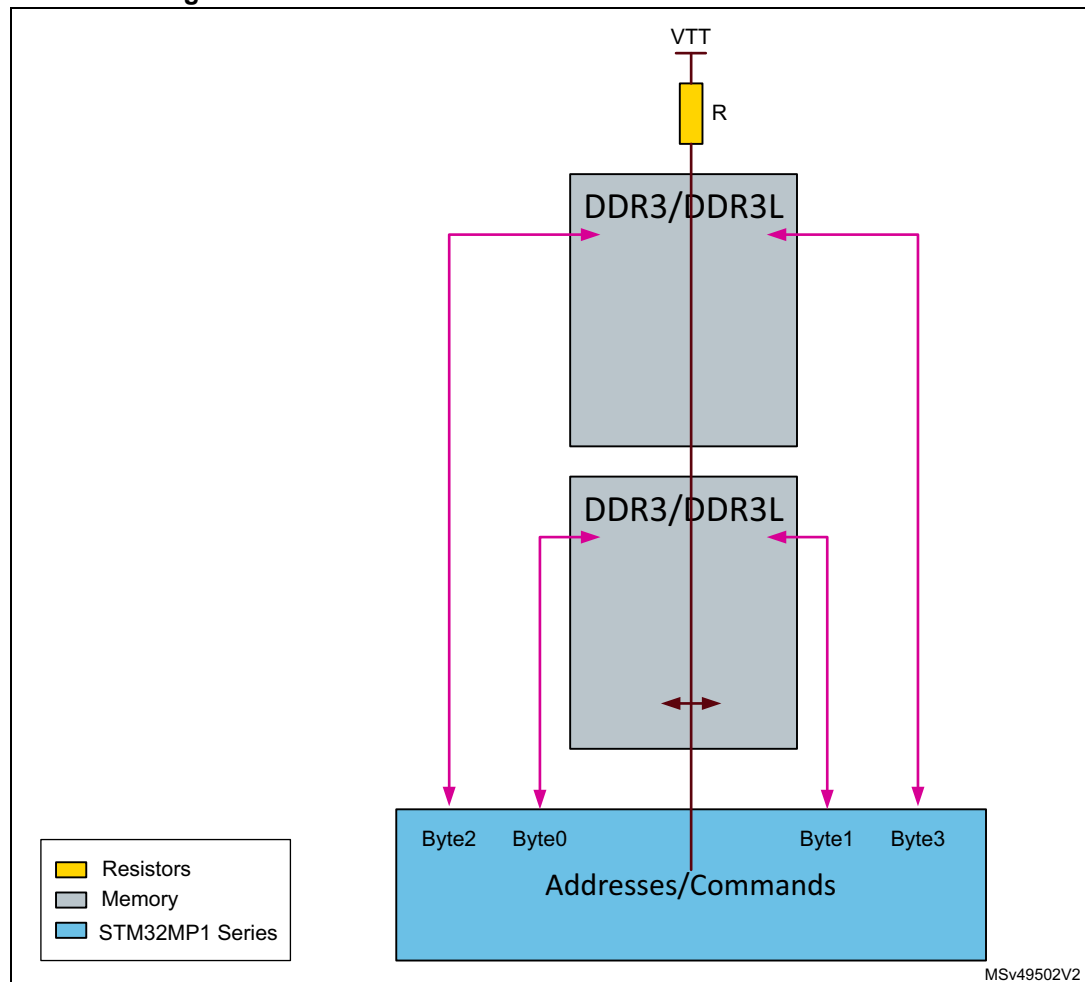 VTT
R
DDR3/DDR3L
DDR3/DDR3L
Byte2 Byte0 Byte1 Byte3
Addresses/Commands
Resistors
Memory
STM32MP1 Series
MSv49502V2